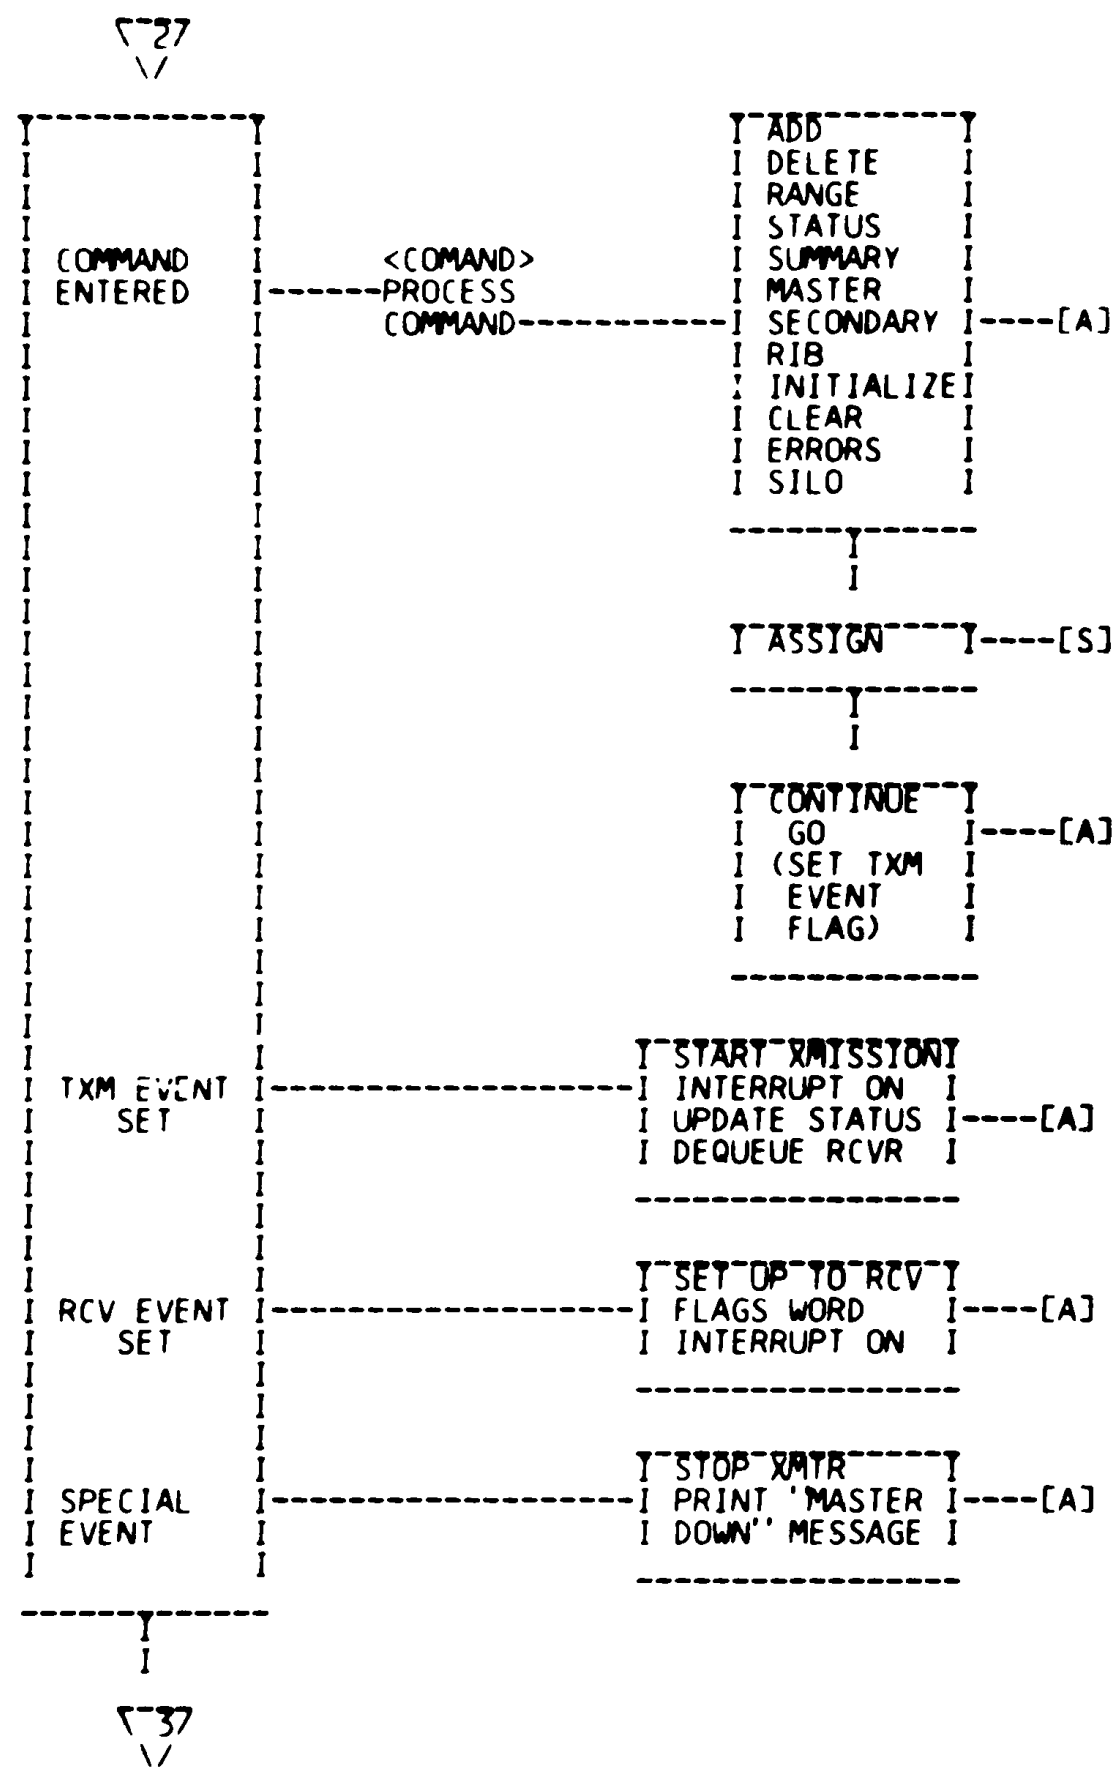 2
COMMAND
ENTERED
<COMAND>
PROCESS
COMMAND
ADD
DELETE
RANGE
STATUS
SUMMARY
MASTER
SECONDARY
RIB
INITIALIZE
CLEAR
ERRORS
SILO
[A]
ASSIGN
[S]
CONTINUE
GO
(SET TXM
EVENT
FLAG)
[A]
TXM EVENT
SET
START XMISSION
INTERRUPT ON
UPDATE STATUS
DEQUEUE RCVR
[A]
RCV EVENT
SET
SET UP TO RCV
FLAGS WORD
INTERRUPT ON
[A]
SPECIAL
EVENT
STOP XMTR
PRINT 'MASTER
DOWN'' MESSAGE
[A]
3